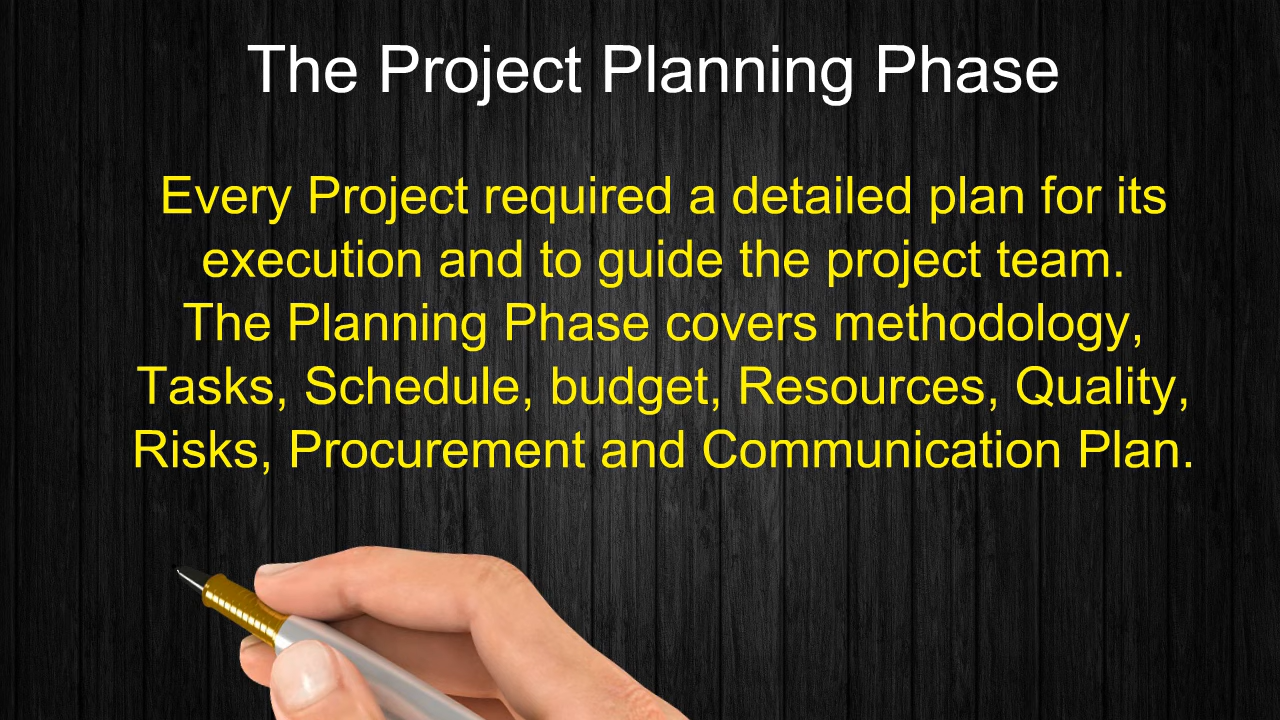 The Project Planning Phase
Every Project required a detailed plan for its
execution and to guide the project team.
The Planning Phase covers methodology,
Tasks, Schedule, budget, Resources, Quality,
Risks, Procurement and Communication Plan.